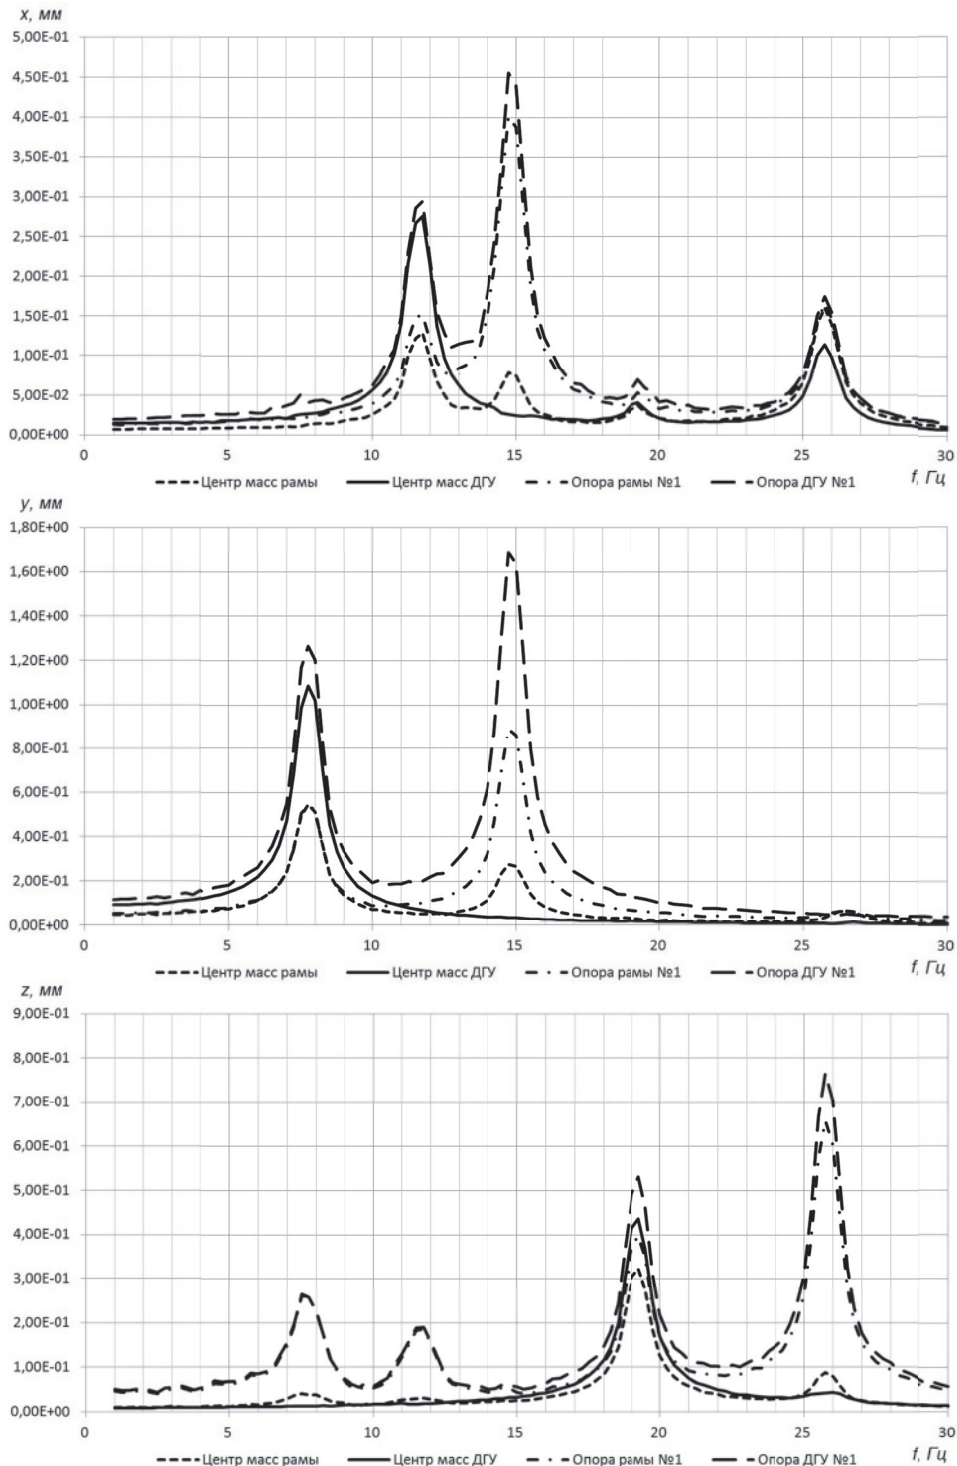 x, мм
5,00E-01
4,50E-01
4,00E-01
3,50E-01
3,00E-01
2,50E-01
2,00E-01
1,50E-01
1,00E-01
5,00E-02
0,00E+00
0 5 10 15 20 25 30
f, Гц
Центр масс рамы Центр масс ДГУ Опора рамы №1 Опора ДГУ №1
y, мм
1,80E+00
1,60E+00
1,40E+00
1,20E+00
1,00E+00
8,00E-01
6,00E-01
4,00E-01
2,00E-01
0,00E+00
0 5 10 15 20 25 30
f, Гц
Центр масс рамы Центр масс ДГУ Опора рамы №1 Опора ДГУ №1
z, мм
9,00E-01
8,00E-01
7,00E-01
6,00E-01
5,00E-01
4,00E-01
3,00E-01
2,00E-01
1,00E-01
0,00E+00
0 5 10 15 20 25 30
f, Гц
Центр масс рамы Центр масс ДГУ Опора рамы №1 Опора ДГУ №1